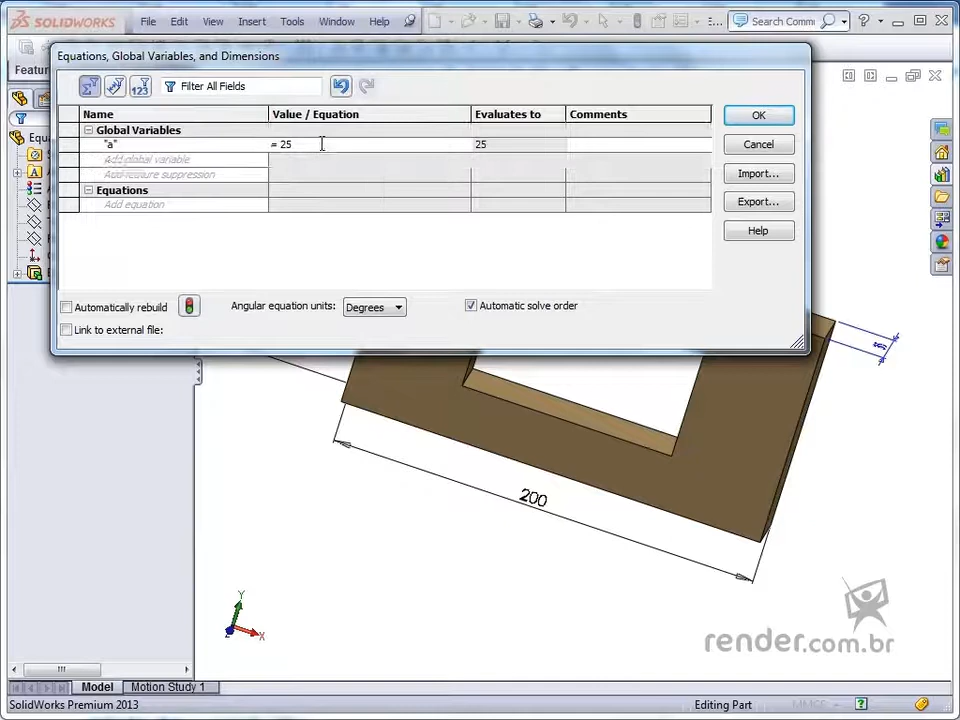 SOLIDWORKS File Edit View Insert Tools Window Help Search Comm
Featur
Equations, Global Variables, and Dimensions
Filter All Fields
Name Value / Equation Evaluates to Comments
Global Variables
"a" = 25 25
Add global variable
Add feature suppression
Equations
Add equation
OK
Cancel
Import...
Export...
Help
Automatically rebuild Angular equation units: Degrees Automatic solve order
Link to external file:
Equa
200
Y
X
render.com.br
Model Motion Study 1
SolidWorks Premium 2013 Editing Part MMGS